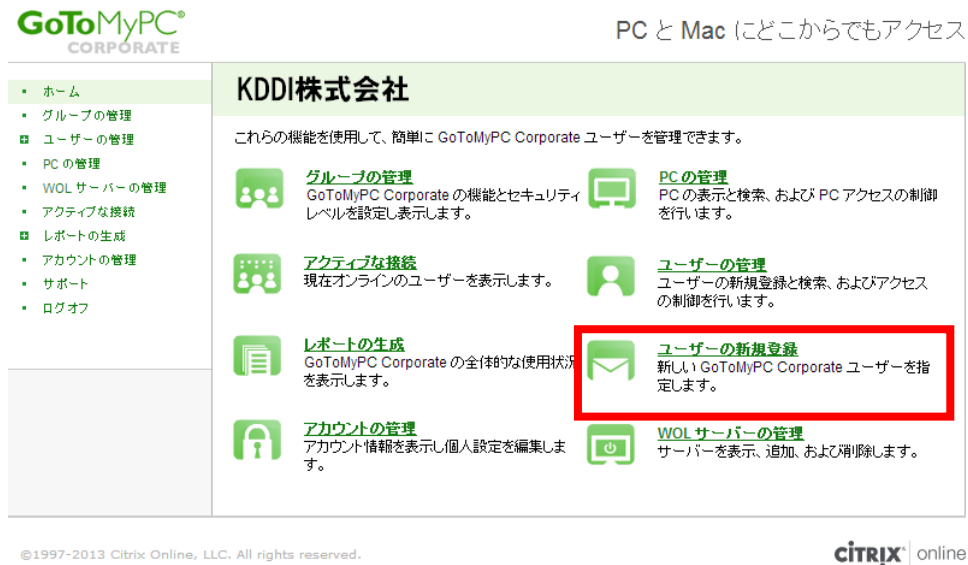 GoToMyPC®
CORPORATE
PC と Mac にどこからでもアクセス
ホーム
グループの管理
ユーザーの管理
PC の管理
WOL サーバーの管理
アクティブな接続
レポートの生成
アカウントの管理
サポート
ログオフ
KDDI株式会社
これらの機能を使用して、簡単に GoToMyPC Corporate ユーザーを管理できます。
グループの管理
GoToMyPC Corporate の機能とセキュリティ
レベルを設定し表示します。
PC の管理
PC の表示と検索、および PC アクセスの制御
を行います。
アクティブな接続
現在オンラインのユーザーを表示します。
ユーザーの管理
ユーザーの新規登録と検索、およびアクセス
の制御を行います。
レポートの生成
GoToMyPC Corporate の全体的な使用状況
を表示します。
ユーザーの新規登録
新しい GoToMyPC Corporate ユーザーを指
定します。
アカウントの管理
アカウント情報を表示し個人設定を編集しま
す。
WOL サーバーの管理
サーバーを表示、追加、および削除します。
©1997-2013 Citrix Online, LLC. All rights reserved.
CITRIX® online